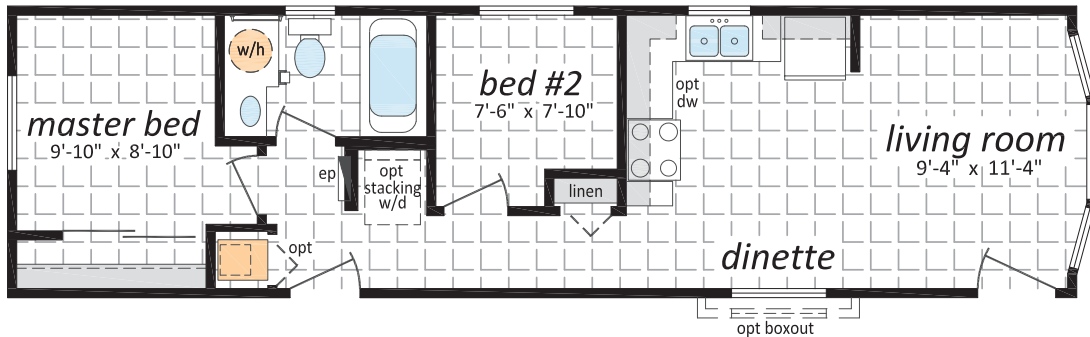 w/h
master bed
9'-10" x 8'-10"
ep
opt
stacking
w/d
opt
bed #2
7'-6" x 7'-10"
linen
opt
dw
living room
9'-4" x 11'-4"
dinette
opt boxout